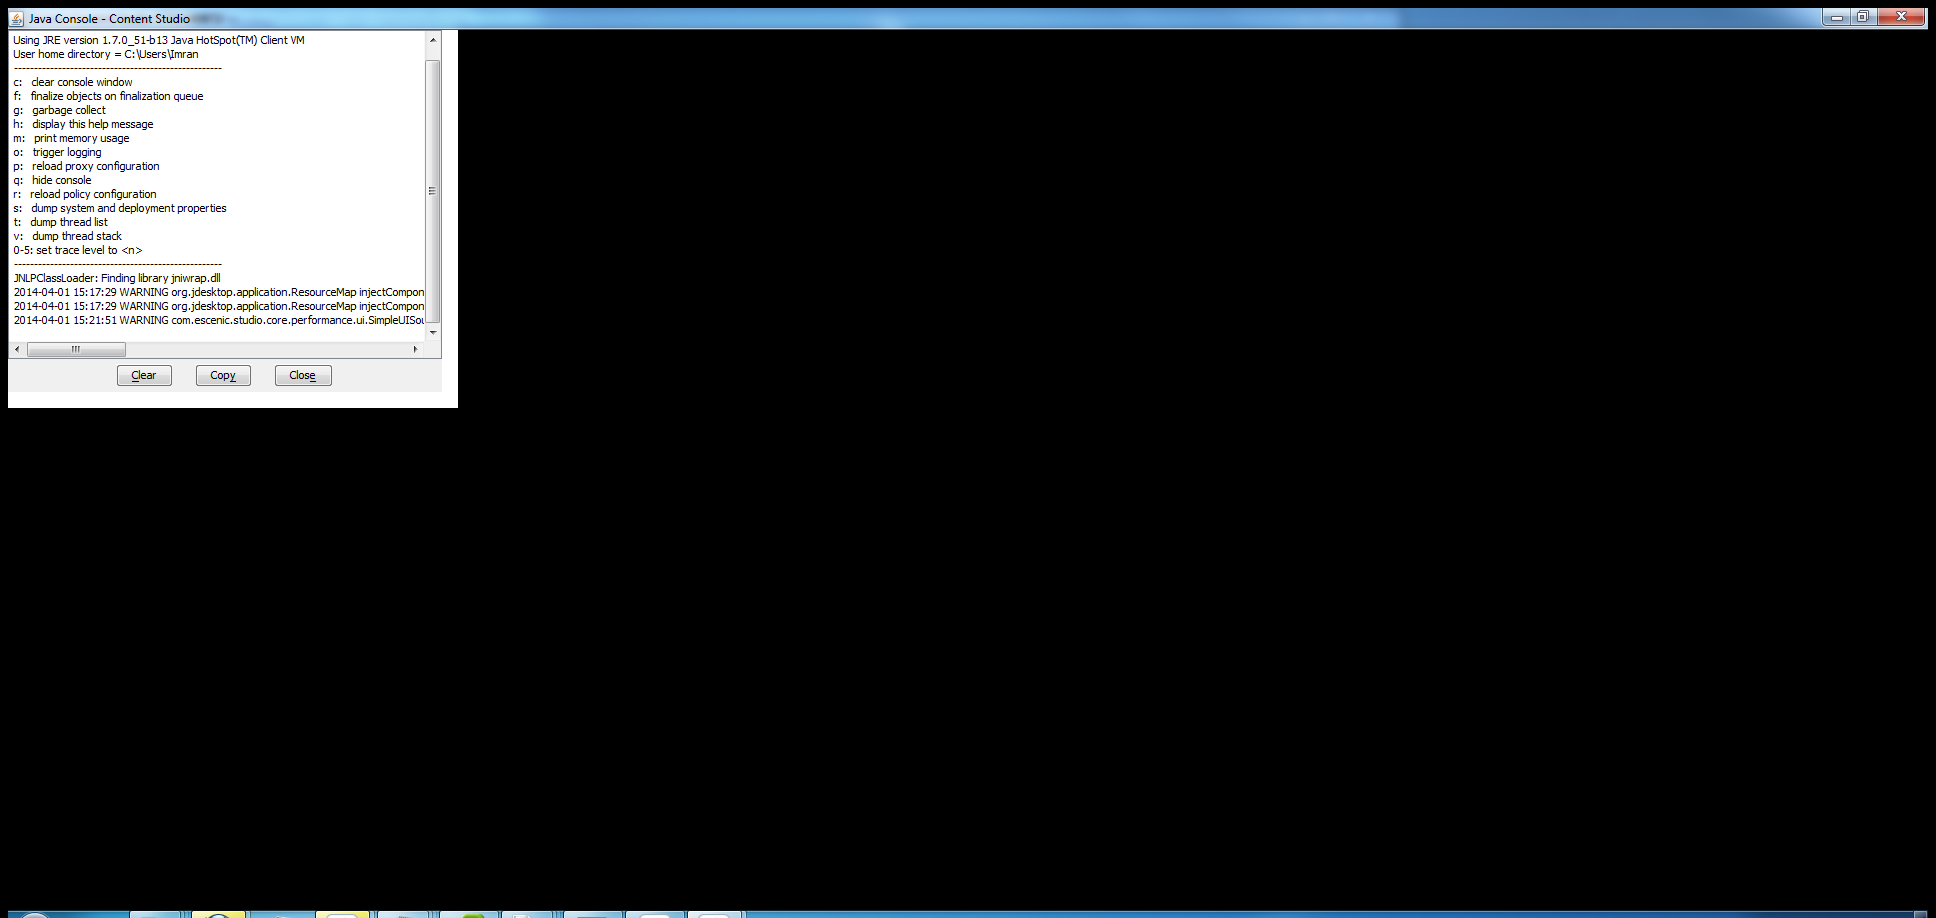 Java Console - Content Studio
Using JRE version 1.7.0_51-b13 Java HotSpot(TM) Client VM
User home directory = C:\Users\Imran
----------------------------------------------------
c:   clear console window
f:   finalize objects on finalization queue
g:   garbage collect
h:   display this help message
m:   print memory usage
o:   trigger logging
p:   reload proxy configuration
q:   hide console
r:   reload policy configuration
s:   dump system and deployment properties
t:   dump thread list
v:   dump thread stack
0-5: set trace level to <n>
----------------------------------------------------
JNLPClassLoader: Finding library jniwrap.dll
2014-04-01 15:17:29 WARNING org.jdesktop.application.ResourceMap injectCompon
2014-04-01 15:17:29 WARNING org.jdesktop.application.ResourceMap injectCompon
2014-04-01 15:21:51 WARNING com.escenic.studio.core.performance.ui.SimpleUISou
Clear Copy Close